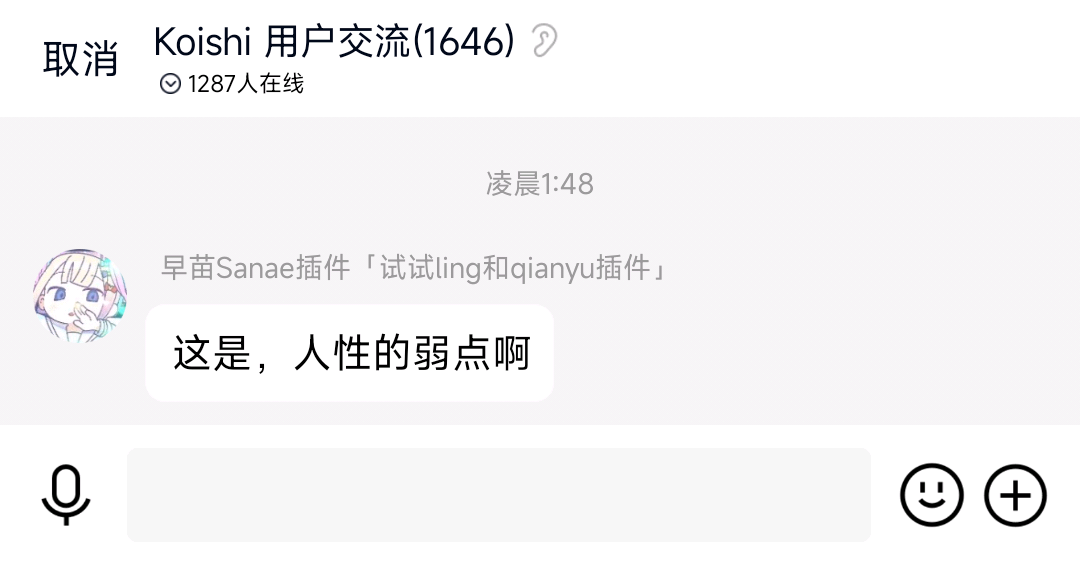 取消
Koishi 用户交流(1646)
1287人在线
凌晨1:48
早苗Sanae插件「试试ling和qianyu插件」
这是，人性的弱点啊